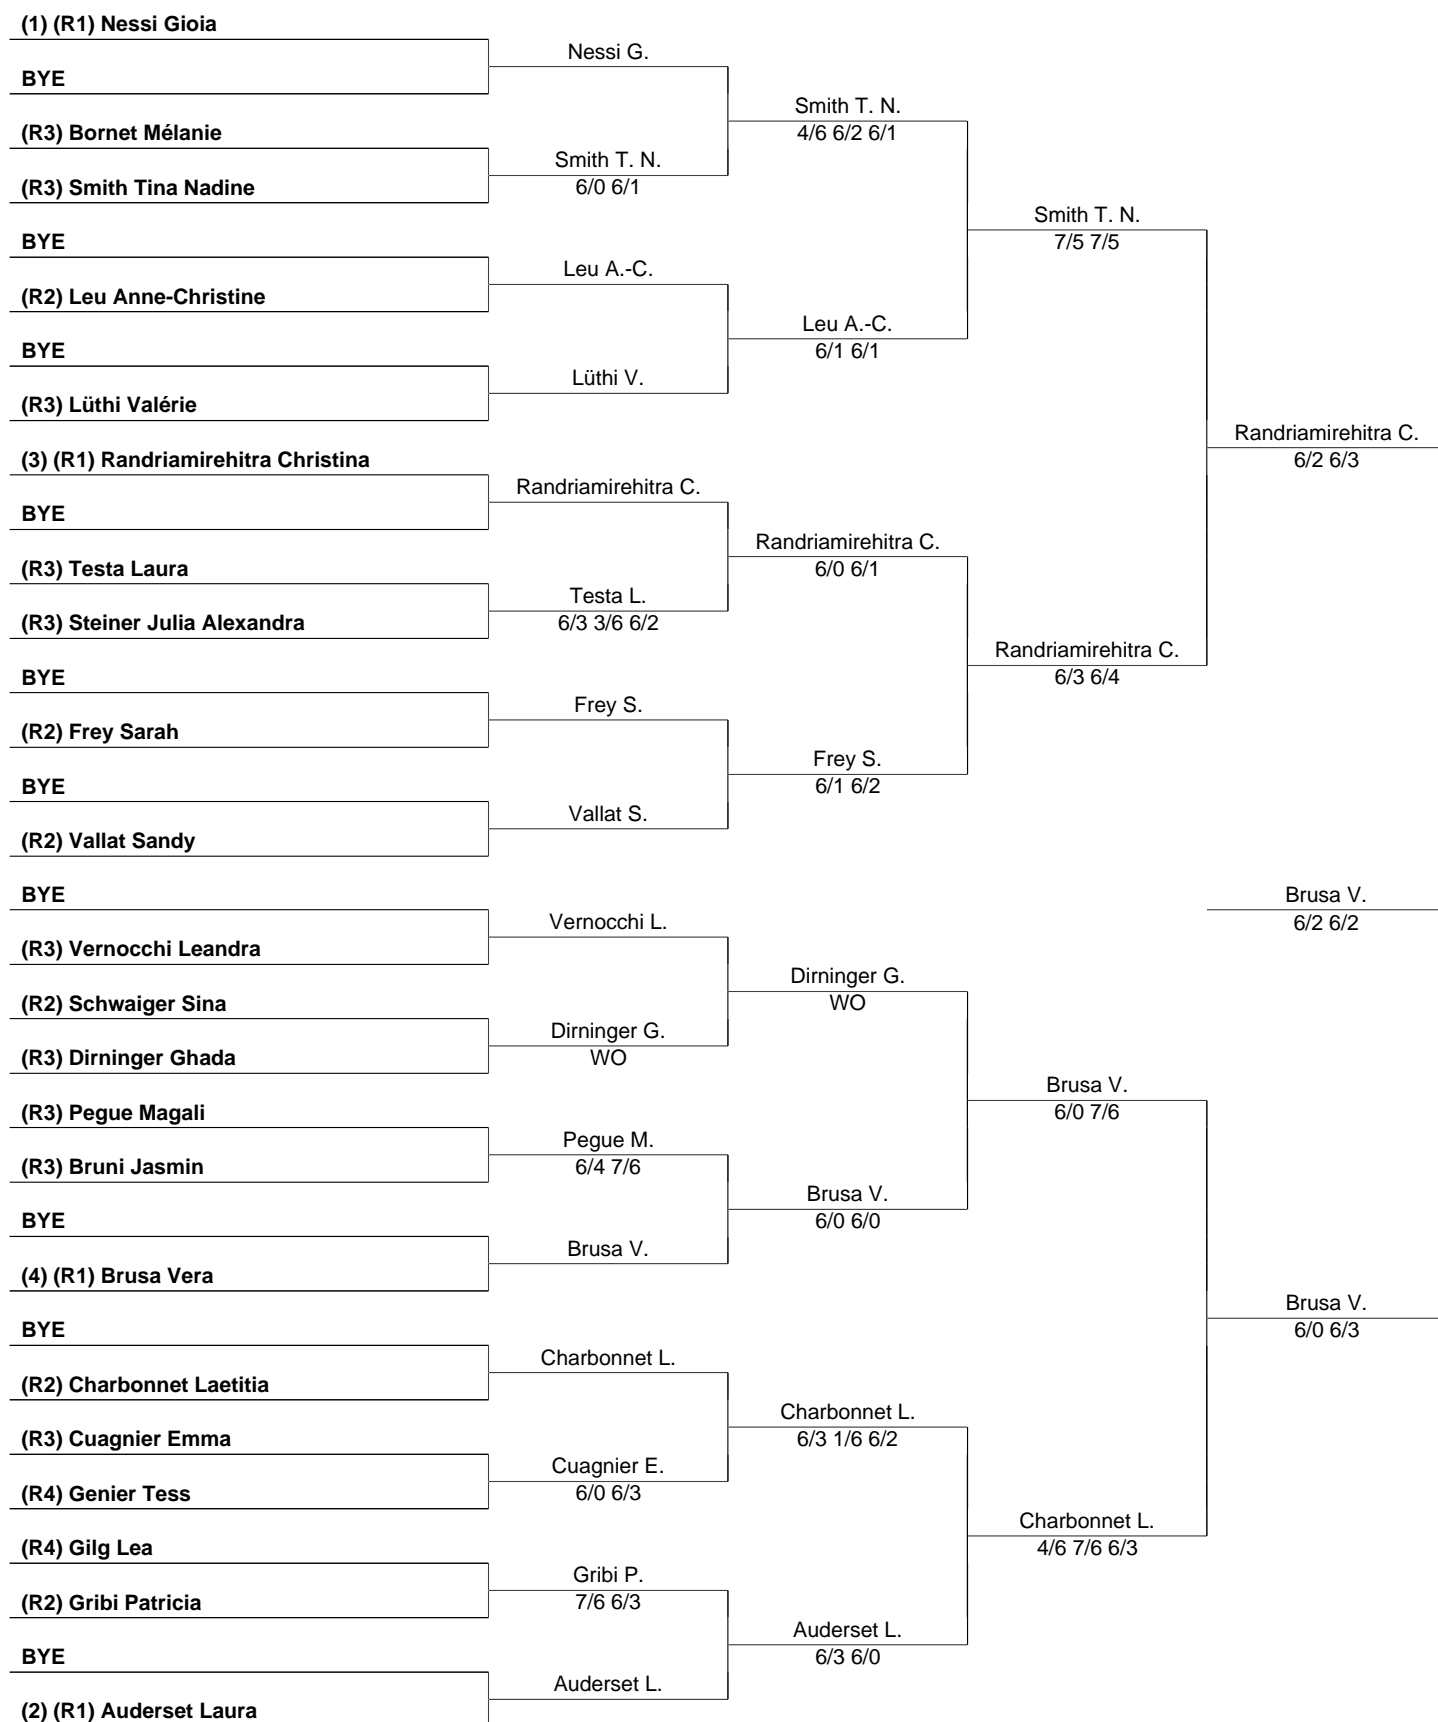 (1) (R1) Nessi Gioia
Nessi G.
BYE
Smith T. N.
4/6 6/2 6/1
(R3) Bornet Mélanie
Smith T. N.
6/0 6/1
(R3) Smith Tina Nadine
Smith T. N.
7/5 7/5
BYE
Leu A.-C.
(R2) Leu Anne-Christine
Leu A.-C.
6/1 6/1
BYE
Lüthi V.
(R3) Lüthi Valérie
Randriamirehitra C.
6/2 6/3
(3) (R1) Randriamirehitra Christina
Randriamirehitra C.
BYE
Randriamirehitra C.
6/0 6/1
(R3) Testa Laura
Testa L.
6/3 3/6 6/2
(R3) Steiner Julia Alexandra
Randriamirehitra C.
6/3 6/4
BYE
Frey S.
(R2) Frey Sarah
Frey S.
6/1 6/2
BYE
Vallat S.
(R2) Vallat Sandy
BYE
Brusa V.
6/2 6/2
Vernocchi L.
(R3) Vernocchi Leandra
Dirninger G.
WO
(R2) Schwaiger Sina
Dirninger G.
WO
(R3) Dirninger Ghada
Brusa V.
6/0 7/6
(R3) Pegue Magali
Pegue M.
6/4 7/6
(R3) Bruni Jasmin
Brusa V.
6/0 6/0
BYE
Brusa V.
(4) (R1) Brusa Vera
Brusa V.
6/0 6/3
BYE
Charbonnet L.
(R2) Charbonnet Laetitia
Charbonnet L.
6/3 1/6 6/2
(R3) Cuagnier Emma
Cuagnier E.
6/0 6/3
(R4) Genier Tess
Charbonnet L.
4/6 7/6 6/3
(R4) Gilg Lea
Gribi P.
7/6 6/3
(R2) Gribi Patricia
Auderset L.
6/3 6/0
BYE
Auderset L.
(2) (R1) Auderset Laura